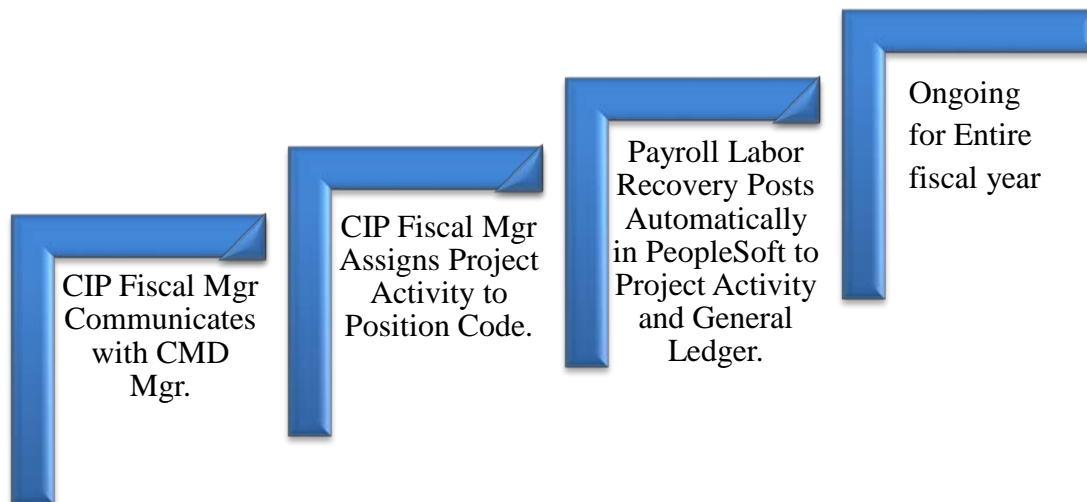 CIP Fiscal Mgr
Communicates
with CMD
Mgr.
CIP Fiscal Mgr
Assigns Project
Activity to
Position Code.
Payroll Labor
Recovery Posts
Automatically
in PeopleSoft to
Project Activity
and General
Ledger.
Ongoing
for Entire
fiscal year